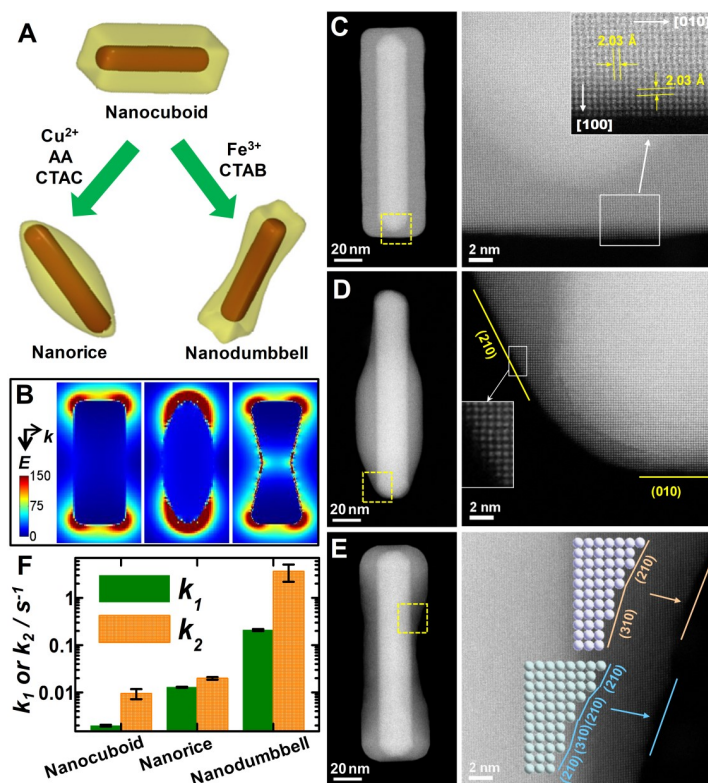 A
Nanocuboid
Cu²⁺
AA
CTAC
Fe³⁺
CTAB
Nanorice
Nanodumbbell
B
k
E
150
75
0
F
k₁ or k₂ / s⁻¹
1
0.1
0.01
k₁
k₂
Nanocuboid
Nanorice
Nanodumbbell
C
20 nm
[010]
2.03 Å
2.03 Å
[100]
2 nm
D
20 nm
(210)
(010)
2 nm
E
20 nm
(210)
(310)
(210)
(210)
(310)
(210)
2 nm